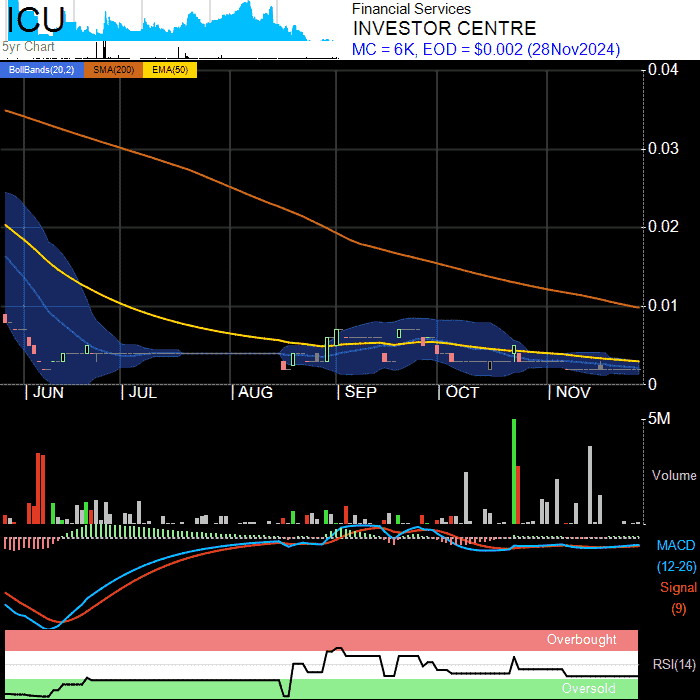 ICU
5yr Chart
Financial Services
INVESTOR CENTRE
MC = 6K, EOD = $0.002 (28Nov2024)
BollBands(20,2) SMA(200) EMA(50)
0.04
0.03
0.02
0.01
0
JUN JUL AUG SEP OCT NOV
5M
Volume
MACD
(12-26)
Signal
(9)
Overbought
RSI(14)
Oversold